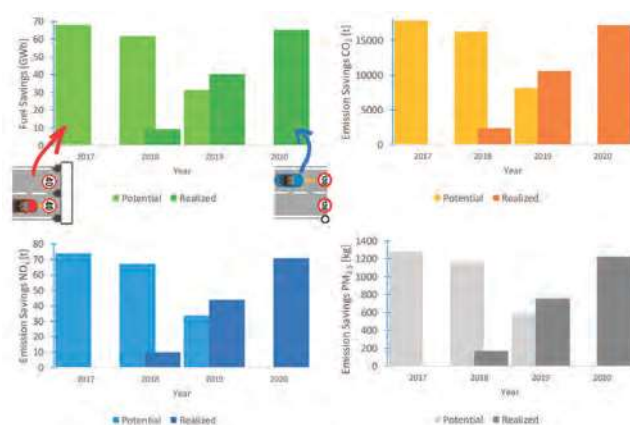 Fuel Savings [GWh]
70
60
50
40
30
20
10
0
2017 2018 2019 2020
Year
Potential Realized
Emission Savings CO2 [t]
15000
10000
5000
0
2017 2018 2019 2020
Year
Potential Realized
Emission Savings NOx [t]
80
70
60
50
40
30
20
10
0
2017 2018 2019 2020
Year
Potential Realized
Emission Savings PM2.5 [kg]
1400
1200
1000
800
600
400
200
0
2017 2018 2019 2020
Year
Potential Realized